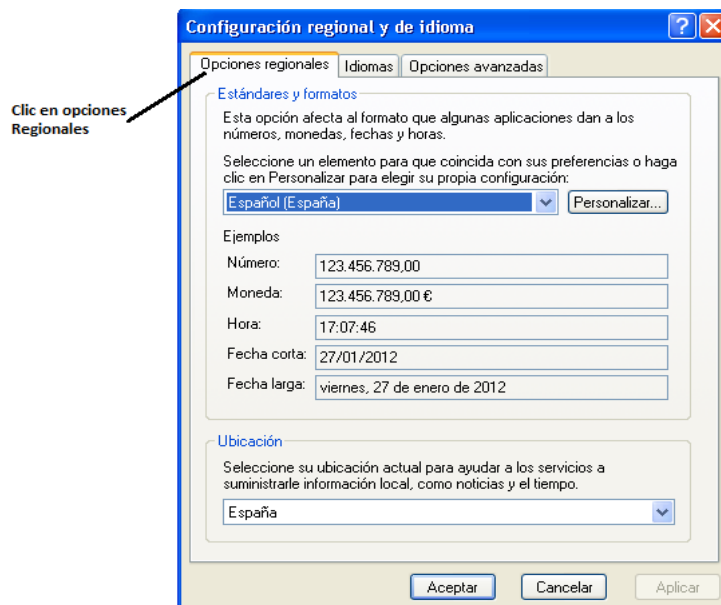 Configuración regional y de idioma
Opciones regionales
Idiomas
Opciones avanzadas
Clic en opciones
Regionales
Estándares y formatos
Esta opción afecta al formato que algunas aplicaciones dan a los
números, monedas, fechas y horas.
Seleccione un elemento para que coincida con sus preferencias o haga
clic en Personalizar para elegir su propia configuración:
Español (España)
Personalizar...
Ejemplos
Número: 123.456.789,00
Moneda: 123.456.789,00 €
Hora: 17:07:46
Fecha corta: 27/01/2012
Fecha larga: viernes, 27 de enero de 2012
Ubicación
Seleccione su ubicación actual para ayudar a los servicios a
suministrarle información local, como noticias y el tiempo.
España
Aceptar
Cancelar
Aplicar